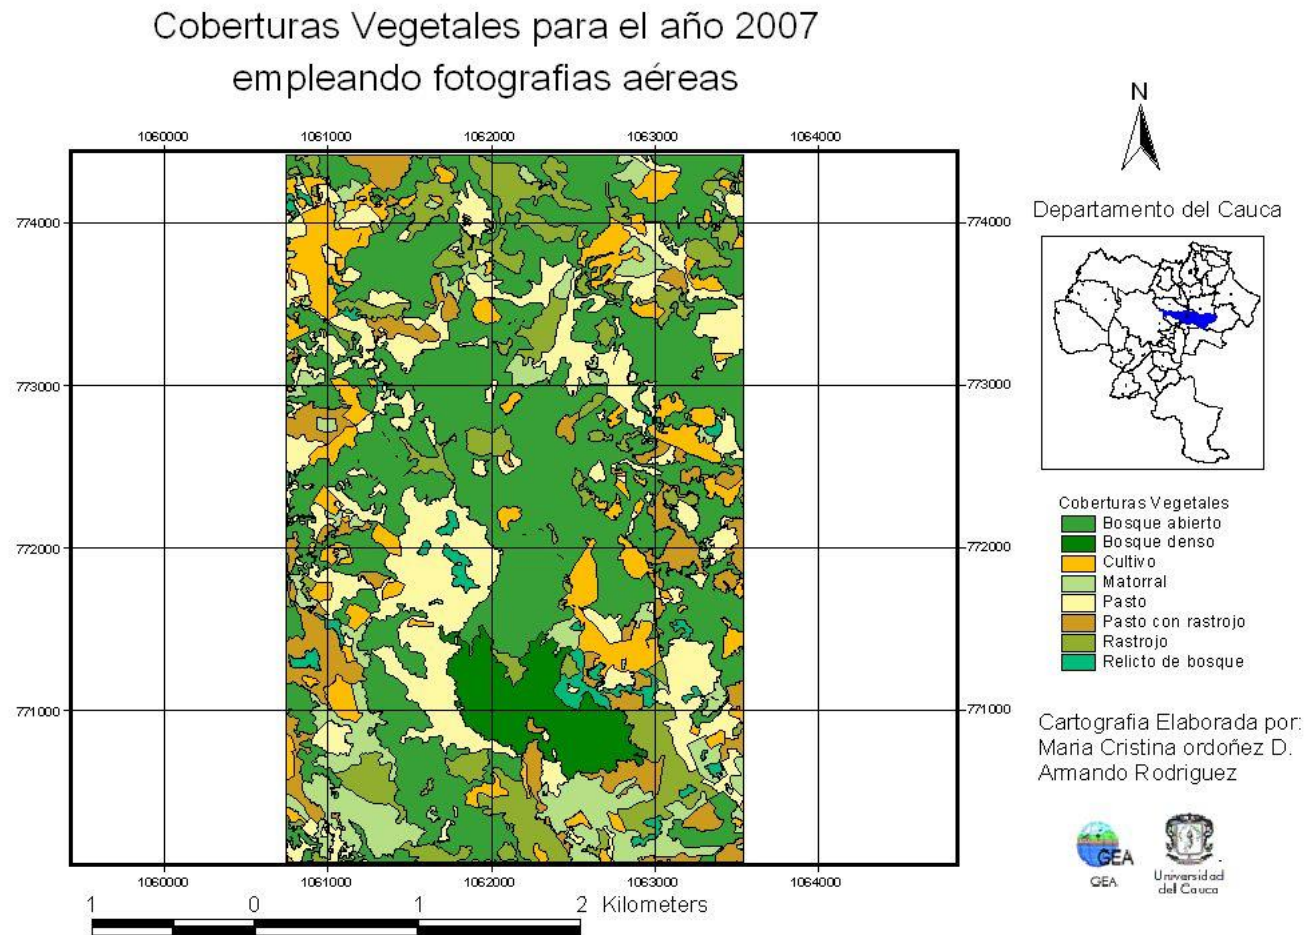 Coberturas Vegetales para el año 2007
empleando fotografias aéreas
N
1060000 1061000 1062000 1063000 1064000
774000 774000
773000 773000
772000 772000
771000 771000
1060000 1061000 1062000 1063000 1064000
1 0 1 2 Kilometers
Departamento del Cauca
Coberturas Vegetales
Bosque abierto
Bosque denso
Cultivo
Matorral
Pasto
Pasto con rastrojo
Rastrojo
Relicto de bosque
Cartografia Elaborada por:
Maria Cristina ordoñez D.
Armando Rodriguez
GEA
GEA
Universidad
del Cauca